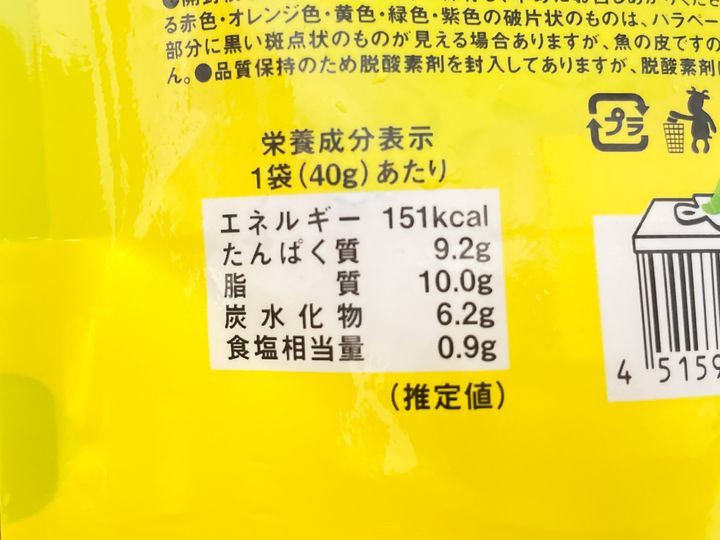 る赤色・オレンジ色・黄色・緑色・紫色の破片状のものは、ハラペー
部分に黒い斑点状のものが見える場合ありますが、魚の皮ですの
ん。●品質保持のため脱酸素剤を封入してありますが、脱酸素剤に
プラ
栄養成分表示
1袋(40g)あたり
エネルギー 151kcal
たんぱく質 9.2g
脂質 10.0g
炭水化物 6.2g
食塩相当量 0.9g
(推定値)
4 5159